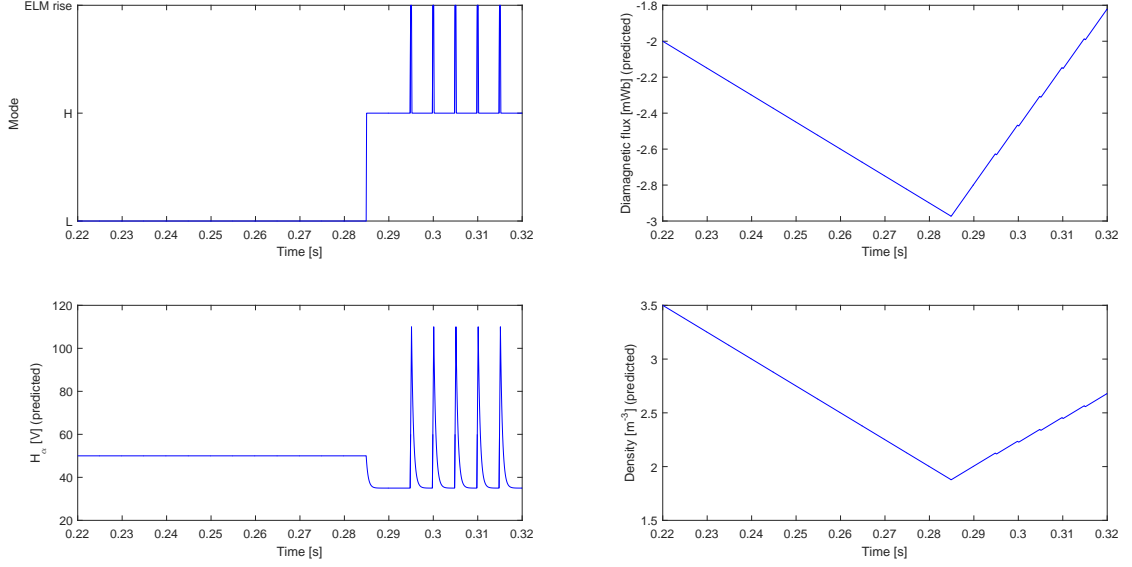 ELM rise
H
L
Mode
0.22 0.23 0.24 0.25 0.26 0.27 0.28 0.29 0.3 0.31 0.32
Time [s]
-1.8
-2
-2.2
-2.4
-2.6
-2.8
-3
Diamagnetic flux [mWb] (predicted)
0.22 0.23 0.24 0.25 0.26 0.27 0.28 0.29 0.3 0.31 0.32
Time [s]
120
100
80
60
40
20
Hα [V] (predicted)
0.22 0.23 0.24 0.25 0.26 0.27 0.28 0.29 0.3 0.31 0.32
Time [s]
3.5
3
2.5
2
1.5
Density [m-3] (predicted)
0.22 0.23 0.24 0.25 0.26 0.27 0.28 0.29 0.3 0.31 0.32
Time [s]